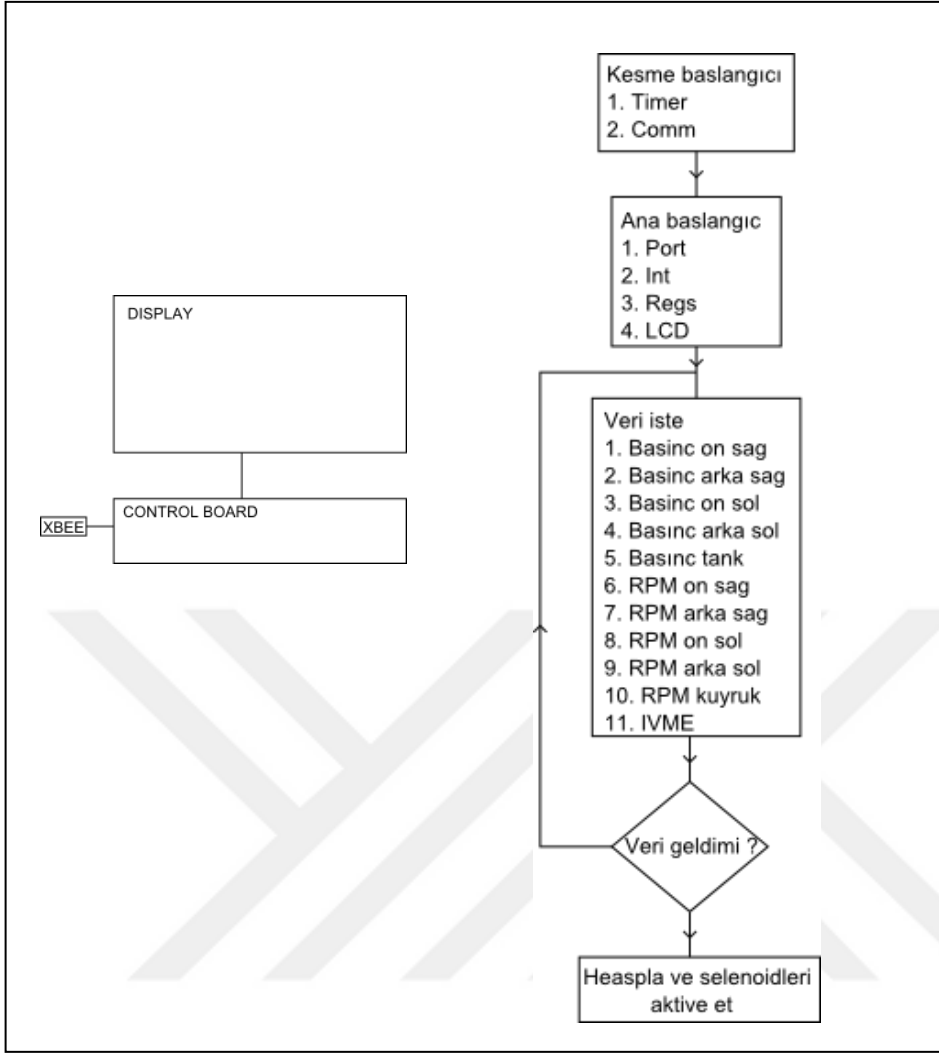 Kesme baslangıcı
1. Timer
2. Comm
Ana baslangıc
1. Port
2. Int
3. Regs
4. LCD
DISPLAY
CONTROL BOARD
XBEE
Veri iste
1. Basinc on sag
2. Basinc arka sag
3. Basinc on sol
4. Basınc arka sol
5. Basınc tank
6. RPM on sag
7. RPM arka sag
8. RPM on sol
9. RPM arka sol
10. RPM kuyruk
11. IVME
Veri geldimi ?
Heaspla ve selenoidleri
aktive et